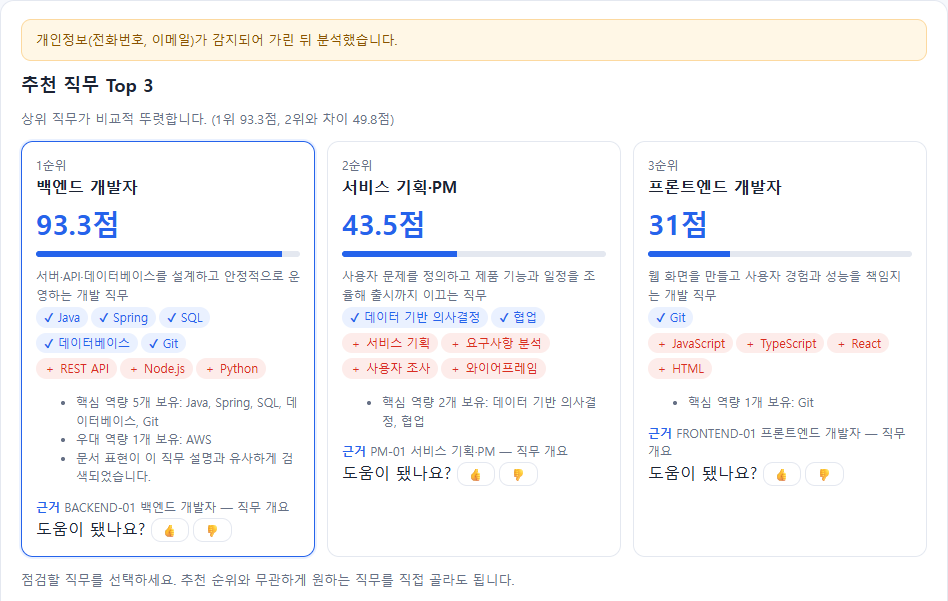 개인정보(전화번호, 이메일)가 감지되어 가린 뒤 분석했습니다.
추천 직무 Top 3
상위 직무가 비교적 뚜렷합니다. (1위 93.3점, 2위와 차이 49.8점)
1순위
백엔드 개발자
93.3점
서버·API·데이터베이스를 설계하고 안정적으로 운
영하는 개발 직무
✓ Java ✓ Spring ✓ SQL
✓ 데이터베이스 ✓ Git
+ REST API + Node.js + Python
• 핵심 역량 5개 보유: Java, Spring, SQL, 데
이터베이스, Git
• 우대 역량 1개 보유: AWS
• 문서 표현이 이 직무 설명과 유사하게 검
색되었습니다.
근거 BACKEND-01 백엔드 개발자 — 직무 개요
도움이 됐나요? 👍 👎
2순위
서비스 기획·PM
43.5점
사용자 문제를 정의하고 제품 기능과 일정을 조
율해 출시까지 이끄는 직무
✓ 데이터 기반 의사결정 ✓ 협업
+ 서비스 기획 + 요구사항 분석
+ 사용자 조사 + 와이어프레임
• 핵심 역량 2개 보유: 데이터 기반 의사결
정, 협업
근거 PM-01 서비스 기획·PM — 직무 개요
도움이 됐나요? 👍 👎
3순위
프론트엔드 개발자
31점
웹 화면을 만들고 사용자 경험과 성능을 책임지
는 개발 직무
✓ Git
+ JavaScript + TypeScript + React
+ HTML
• 핵심 역량 1개 보유: Git
근거 FRONTEND-01 프론트엔드 개발자 — 직무
개요
도움이 됐나요? 👍 👎
점검할 직무를 선택하세요. 추천 순위와 무관하게 원하는 직무를 직접 골라도 됩니다.